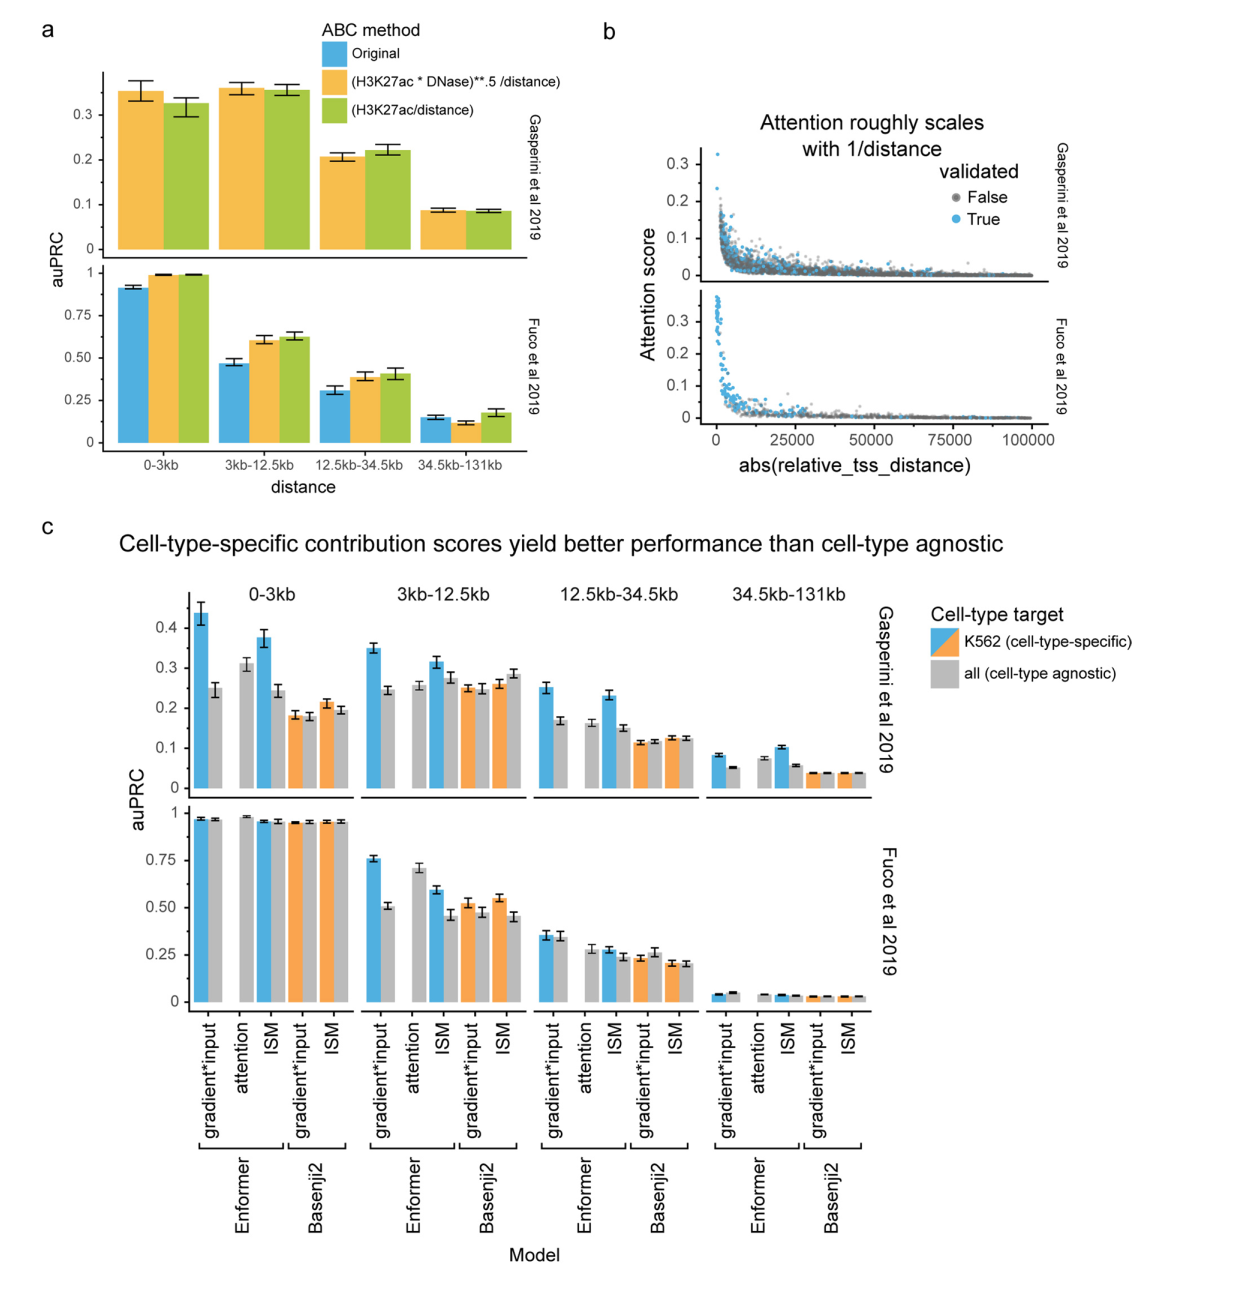 a
ABC method
Original
(H3K27ac * DNase)**.5 /distance)
(H3K27ac/distance)
auPRC
0.3
0.2
0.1
0
Gasperini et al 2019
1
0.75
0.50
0.25
0
Fuco et al 2019
0-3kb
3kb-12.5kb
12.5kb-34.5kb
34.5kb-131kb
distance
b
Attention roughly scales
with 1/distance
validated
False
True
Attention score
0.3
0.2
0.1
0
Gasperini et al 2019
0.3
0.2
0.1
0
Fuco et al 2019
0
25000
50000
75000
100000
abs(relative_tss_distance)
c
Cell-type-specific contribution scores yield better performance than cell-type agnostic
0-3kb
3kb-12.5kb
12.5kb-34.5kb
34.5kb-131kb
Cell-type target
K562 (cell-type-specific)
all (cell-type agnostic)
auPRC
0.4
0.3
0.2
0.1
0
Gasperini et al 2019
1
0.75
0.50
0.25
0
Fuco et al 2019
gradient*input
attention
ISM
gradient*input
ISM
gradient*input
attention
ISM
gradient*input
ISM
gradient*input
attention
ISM
gradient*input
ISM
gradient*input
attention
ISM
gradient*input
ISM
Enformer
Basenji2
Enformer
Basenji2
Enformer
Basenji2
Enformer
Basenji2
Model